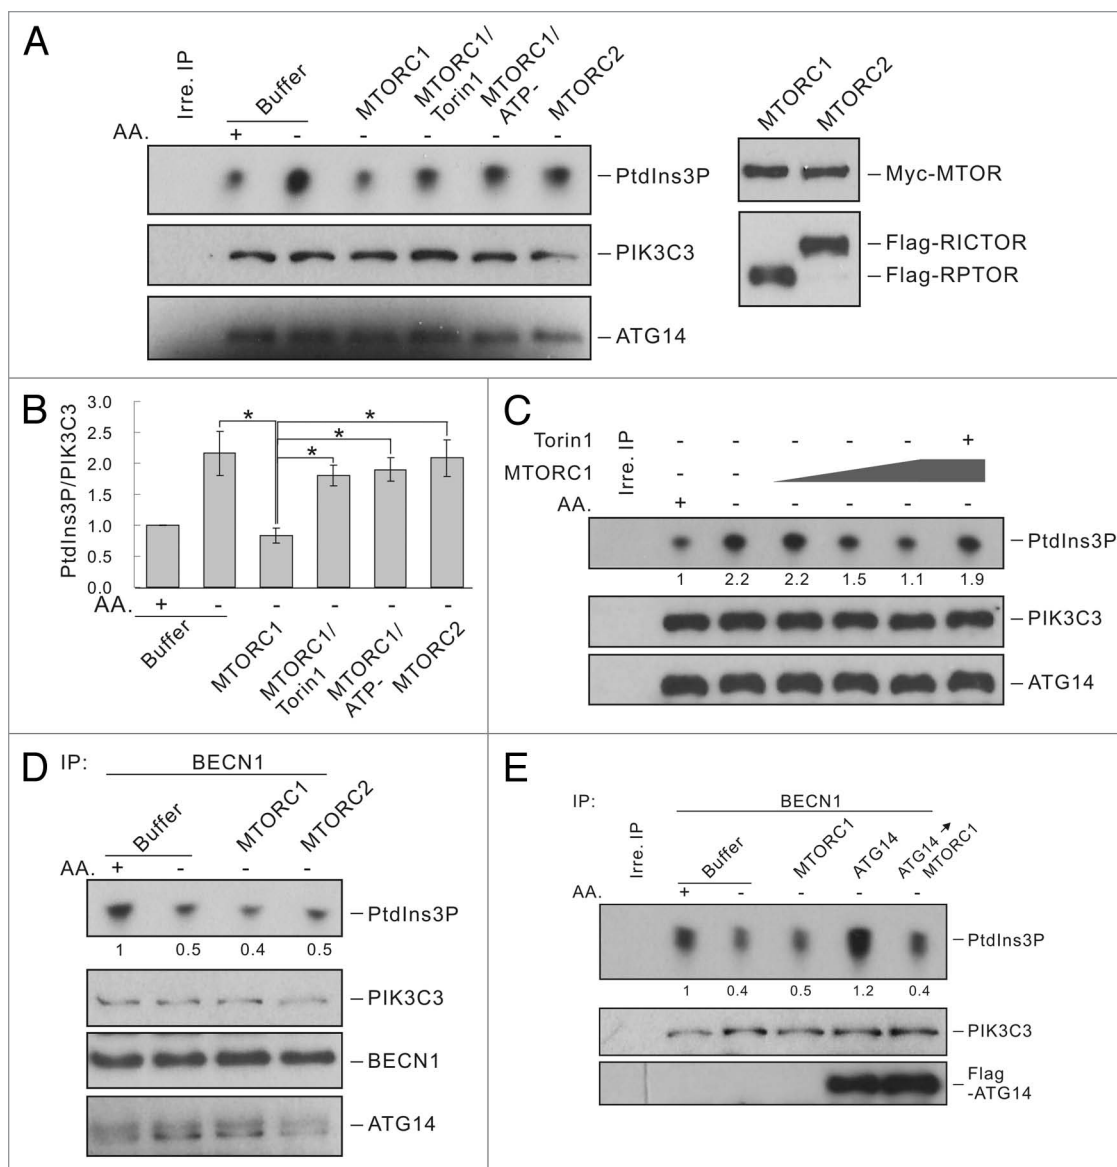 A
Irre. IP
Buffer
MTORC1
MTORC1/
Torin1
MTORC1/
ATP-
MTORC2
AA. + - - - - -
PtdIns3P
PIK3C3
ATG14
MTORC1
MTORC2
Myc-MTOR
Flag-RICTOR
Flag-RPTOR
B
PtdIns3P/PIK3C3
3.0
2.5
2.0
1.5
1.0
0.5
0.0
* * * *
AA. + - - - - -
Buffer
MTORC1
MTORC1/
Torin1
MTORC1/
ATP-
MTORC2
C
Irre. IP
Torin1 - - - - - +
MTORC1 - -
AA. + - - - - -
PtdIns3P
1 2.2 2.2 1.5 1.1 1.9
PIK3C3
ATG14
D
IP: BECN1
Buffer
MTORC1
MTORC2
AA. + - - -
PtdIns3P
1 0.5 0.4 0.5
PIK3C3
BECN1
ATG14
E
IP: BECN1
Irre. IP
Buffer
MTORC1
ATG14
ATG14➝
MTORC1
AA. + - - - -
PtdIns3P
1 0.4 0.5 1.2 0.4
PIK3C3
Flag
-ATG14